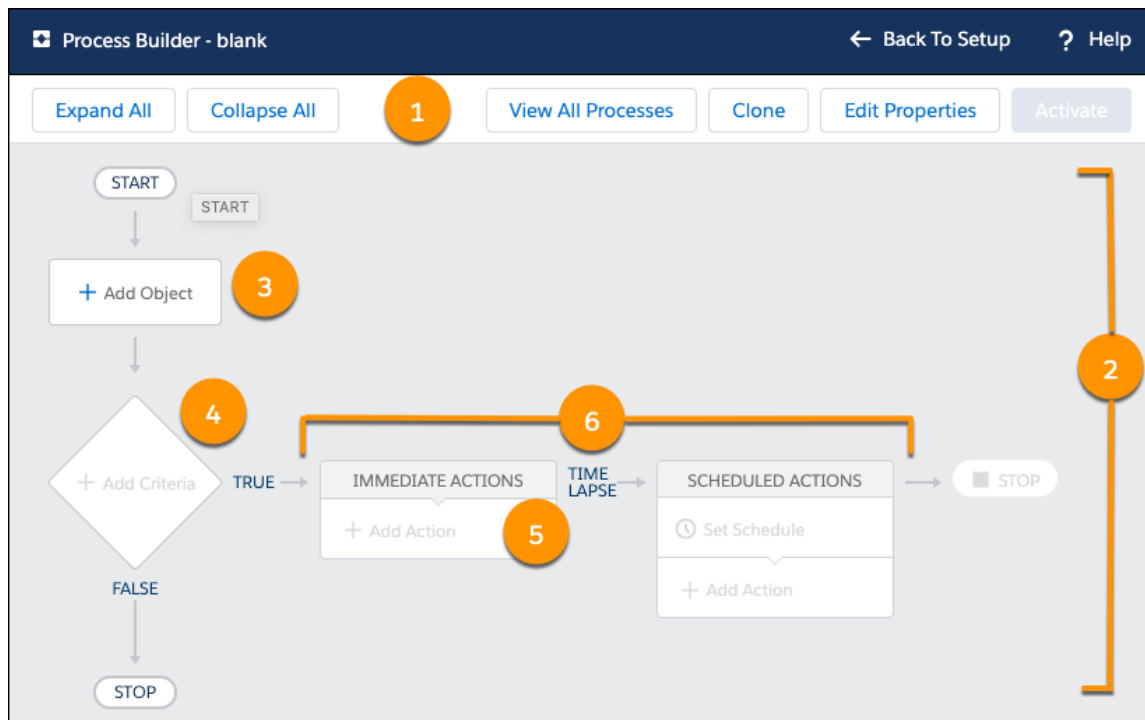 Process Builder - blank
Back To Setup
? Help
Expand All
Collapse All
1
View All Processes
Clone
Edit Properties
Activate
START
START
+ Add Object
3
2
4
6
+ Add Criteria
TRUE
IMMEDIATE ACTIONS
TIME
LAPSE
SCHEDULED ACTIONS
STOP
+ Add Action
5
Set Schedule
+ Add Action
FALSE
STOP